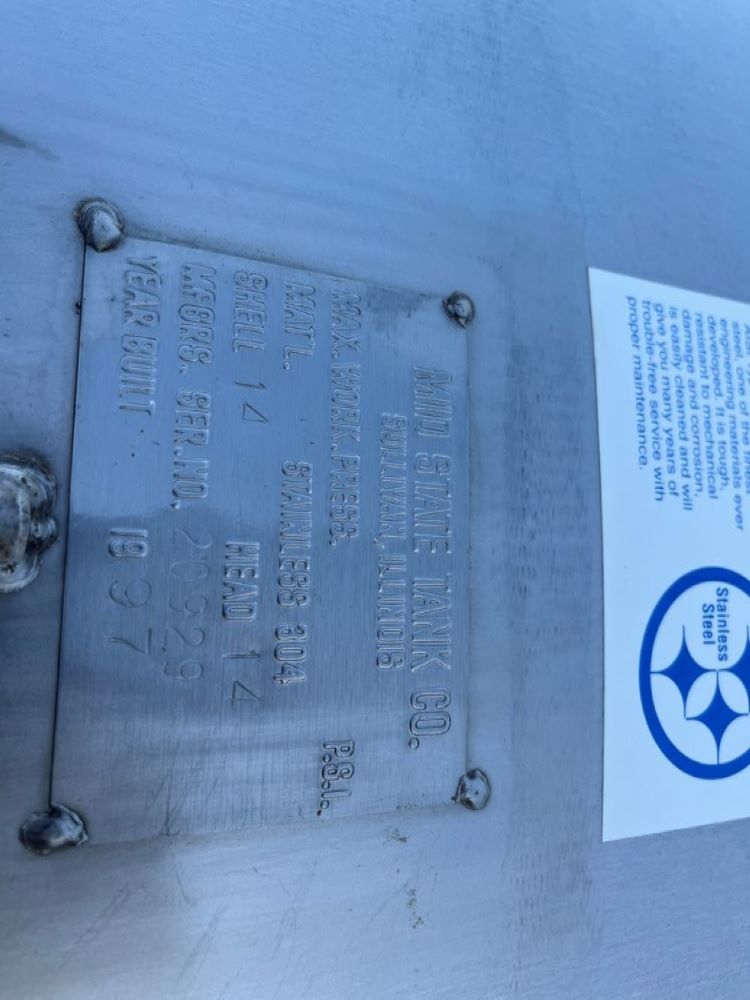 MID STATE TANK CO.
SULLIVAN, ILLINOIS
MAX. WORK. PRESS. P.S.I.
MAT'L. STAINLESS 304
SHELL 14 HEAD 14
M'FGRS. SER. NO. 20929
YEAR BUILT 1997
steel, one of the finest
engineering materials ever
developed. It is tough,
resistant to mechanical
damage and corrosion,
is easily cleaned and will
give you many years of
trouble-free service with
proper maintenance.
Stainless
Steel